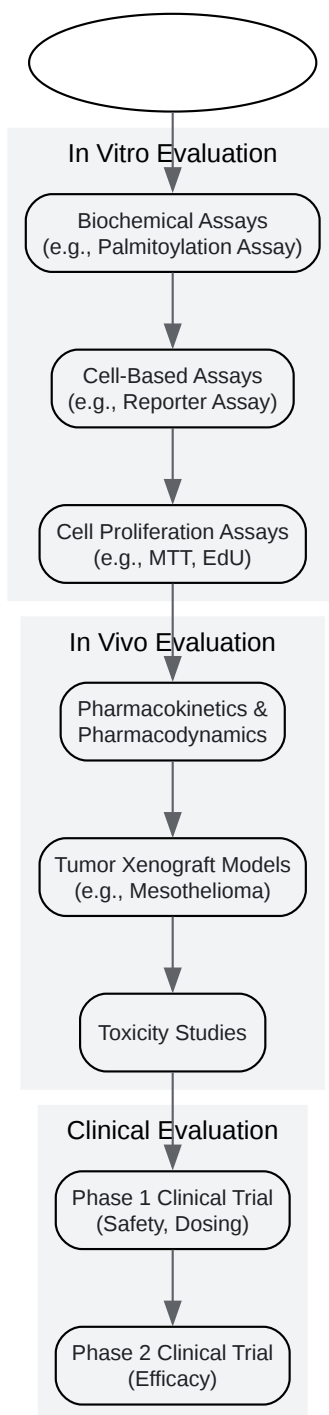 In Vitro Evaluation
Biochemical Assays
(e.g., Palmitoylation Assay)
Cell-Based Assays
(e.g., Reporter Assay)
Cell Proliferation Assays
(e.g., MTT, EdU)
In Vivo Evaluation
Pharmacokinetics &
Pharmacodynamics
Tumor Xenograft Models
(e.g., Mesothelioma)
Toxicity Studies
Clinical Evaluation
Phase 1 Clinical Trial
(Safety, Dosing)
Phase 2 Clinical Trial
(Efficacy)